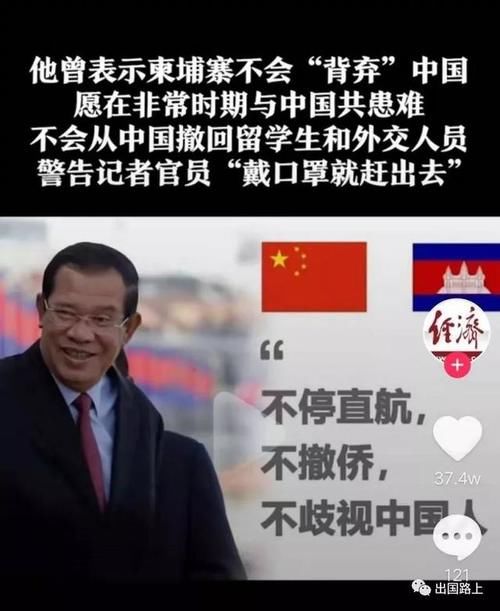 他曾表示柬埔寨不会“背弃”中国
愿在非常时期与中国共患难
不会从中国撤回留学生和外交人员
警告记者官员“戴口罩就赶出去”
经济
“
不停直航，
不撤侨，
不歧视中国人
37.4w
121
出国路上